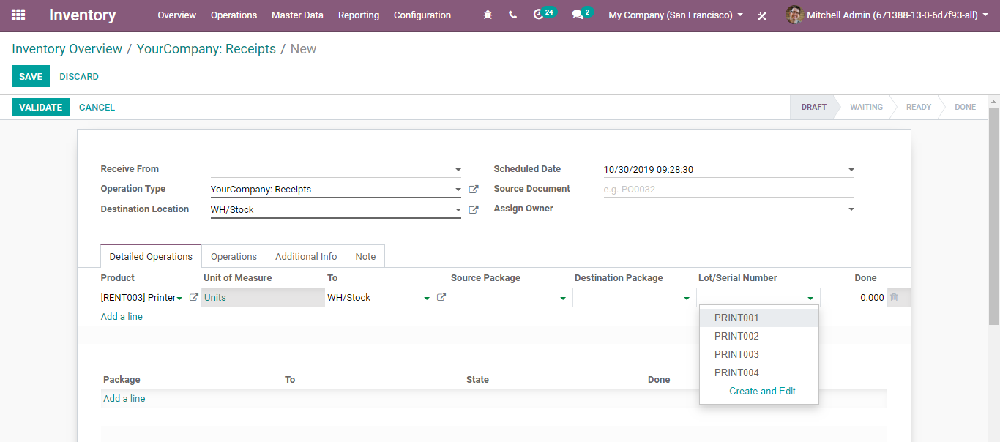 Inventory Overview Operations Master Data Reporting Configuration 24 2 My Company (San Francisco) Mitchell Admin (671388-13-0-6d7f93-all)
Inventory Overview / YourCompany: Receipts / New
SAVE DISCARD
VALIDATE CANCEL DRAFT WAITING READY DONE
Receive From Scheduled Date 10/30/2019 09:28:30
Operation Type YourCompany: Receipts Source Document e.g. PO0032
Destination Location WH/Stock Assign Owner
Detailed Operations Operations Additional Info Note
Product Unit of Measure To Source Package Destination Package Lot/Serial Number Done
[RENT003] Printer Units WH/Stock 0.000
Add a line
PRINT001
PRINT002
PRINT003
PRINT004
Create and Edit...
Package To State Done
Add a line